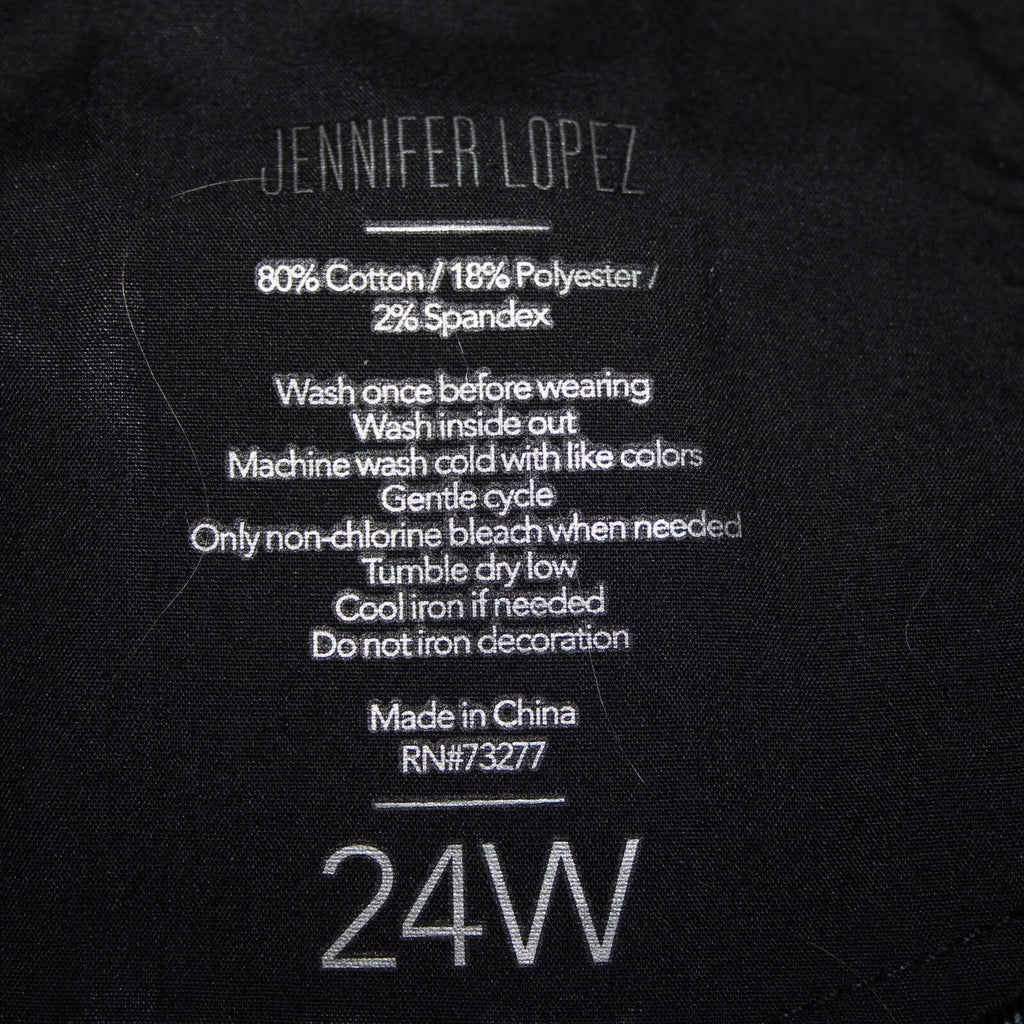 JENNIFER LOPEZ
80% Cotton / 18% Polyester /
2% Spandex
Wash once before wearing
Wash inside out
Machine wash cold with like colors
Gentle cycle
Only non-chlorine bleach when needed
Tumble dry low
Cool iron if needed
Do not iron decoration
Made in China
RN#73277
24W